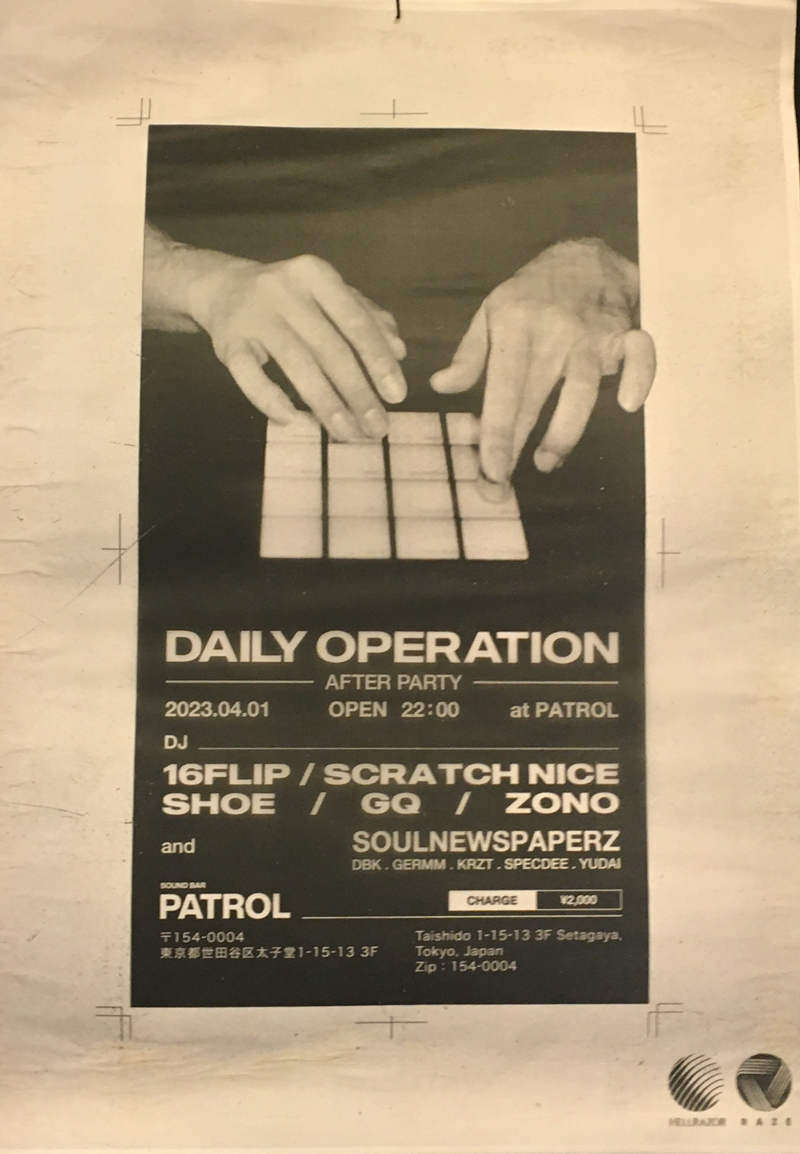 DAILY OPERATION
AFTER PARTY
2023.04.01 OPEN 22:00 at PATROL
DJ
16FLIP / SCRATCH NICE
SHOE / GQ / ZONO
and SOULNEWSPAPERZ
DBK . GERMM . KRZT . SPECDEE . YUDAI
SOUND BAR
PATROL
CHARGE ¥2,000
〒154-0004
東京都世田谷区太子堂1-15-13 3F
Taishido 1-15-13 3F Setagaya,
Tokyo, Japan
Zip : 154-0004
HELLRAZOR RAZE